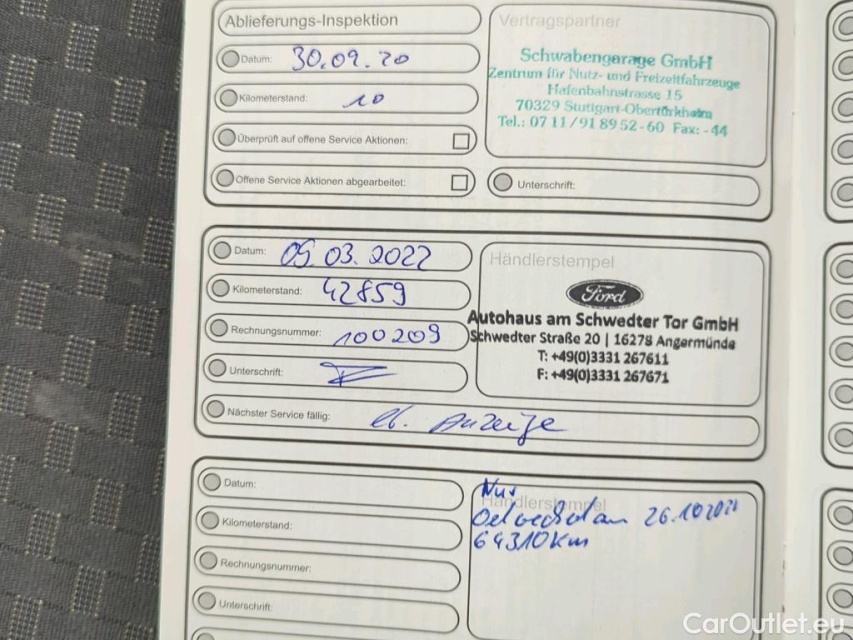 Ablieferungs-Inspektion
Datum: 30.09.20
Kilometerstand: 10
Überprüft auf offene Service Aktionen:
Offene Service Aktionen abgearbeitet:
Vertragspartner
Schwabengarage GmbH
Zentrum für Nutz- und Freizeitfahrzeuge
Hafenbahnstrasse 15
70329 Stuttgart-Obertürkheim
Tel.: 07 11 / 91 89 52 - 60 Fax: - 44
Unterschrift:
Datum: 09.03.2022
Kilometerstand: 42859
Rechnungsnummer: 100209
Unterschrift:
Nächster Service fällig: lt. Anzeige
Händlerstempel
Ford
Autohaus am Schwedter Tor GmbH
Schwedter Straße 20 | 16278 Angermünde
T: +49(0)3331 267611
F: +49(0)3331 267671
Datum:
Kilometerstand:
Rechnungsnummer:
Unterschrift:
Händlerstempel
Nur
Oelwechsel am 26.10
64310 Km
CarOutlet.eu